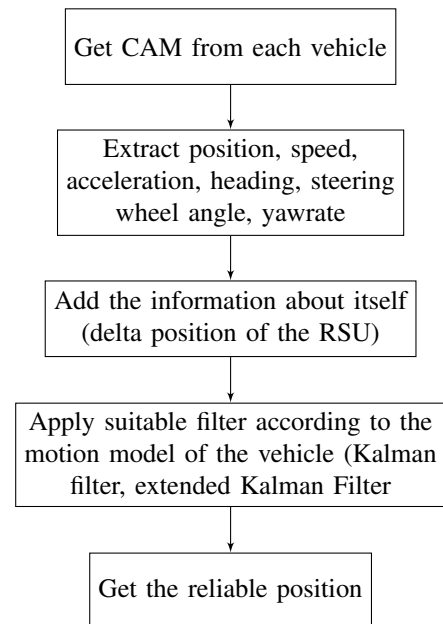 Get CAM from each vehicle
Extract position, speed,
acceleration, heading, steering
wheel angle, yawrate
Add the information about itself
(delta position of the RSU)
Apply suitable filter according to the
motion model of the vehicle (Kalman
filter, extended Kalman Filter
Get the reliable position